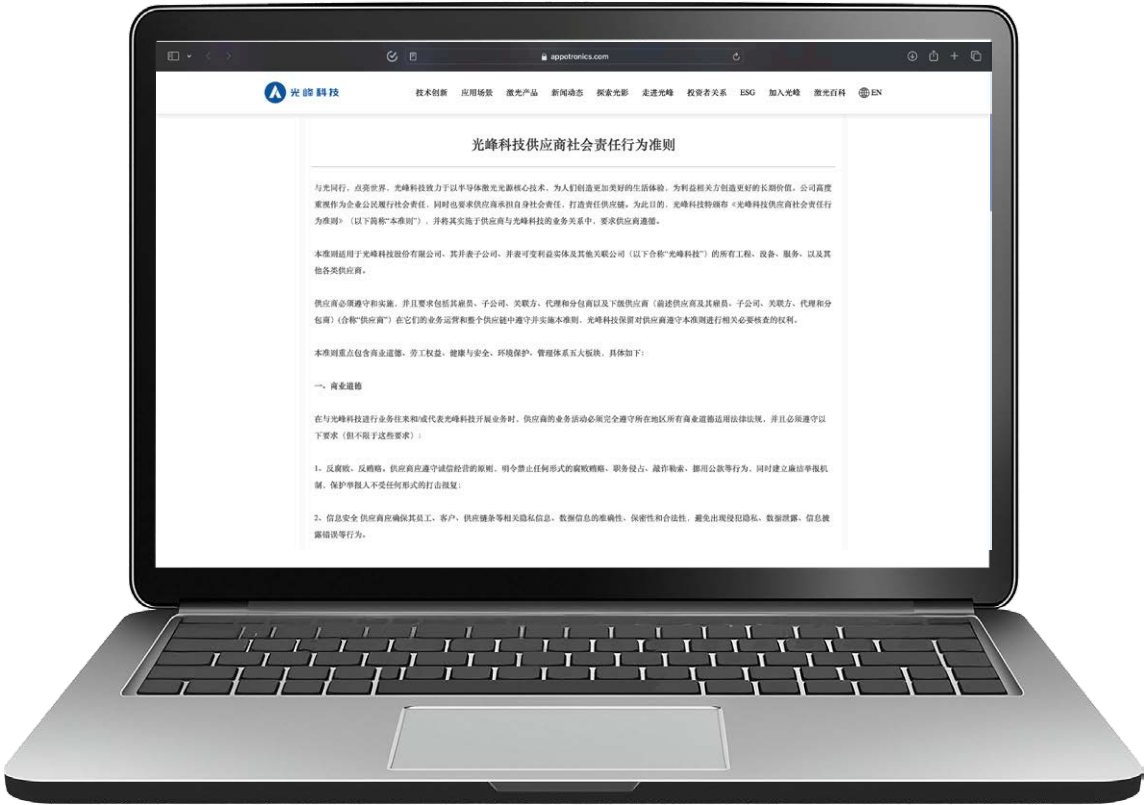 appotronics.com
光峰科技
技术创新 应用场景 激光产品 新闻动态 探索光影 走进光峰 投资者关系 ESG 加入光峰 激光百科 EN
光峰科技供应商社会责任行为准则
与光同行，点亮世界。光峰科技致力于以半导体激光光源核心技术，为人们创造更加美好的生活体验，为利益相关方创造更好的长期价值。公司高度
重视作为企业公民履行社会责任，同时也要求供应商承担自身社会责任，打造责任供应链。为此目的，光峰科技特颁布《光峰科技供应商社会责任行
为准则》（以下简称“本准则”），并将其实施于供应商与光峰科技的业务关系中，要求供应商遵循。
本准则适用于光峰科技股份有限公司、其并表子公司、并表可变利益实体及其他关联公司（以下合称“光峰科技”）的所有工程、设备、服务、以及其
他各类供应商。
供应商必须遵守和实施，并且要求包括其雇员、子公司、关联方、代理和分包商以及下级供应商（前述供应商及其雇员、子公司、关联方、代理和分
包商）(合称“供应商”）在它们的业务运营和整个供应链中遵守并实施本准则。光峰科技保留对供应商遵守本准则进行相关必要核查的权利。
本准则重点包含商业道德、劳工权益、健康与安全、环境保护、管理体系五大板块，具体如下：
一、商业道德
在与光峰科技进行业务往来和/或代表光峰科技开展业务时，供应商的业务活动必须完全遵守所在地区所有商业道德适用法律法规，并且必须遵守以
下要求（但不限于这些要求）：
1、反腐败、反贿赂。供应商应遵守诚信经营的原则，明令禁止任何形式的腐败贿赂、职务侵占、敲诈勒索、挪用公款等行为，同时建立廉洁举报机
制，保护举报人不受任何形式的打击报复；
2、信息安全 供应商应确保其员工、客户、供应链条等相关隐私信息、数据信息的准确性、保密性和合法性，避免出现侵犯隐私、数据泄露、信息披
露错误等行为。